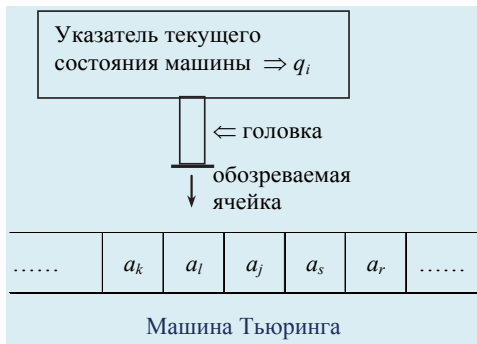 Указатель текущего
состояния машины ⇒ qᵢ
⇐ головка
обозреваемая
ячейка
…… aₖ aₗ aⱼ aₛ aᵣ ……
Машина Тьюринга